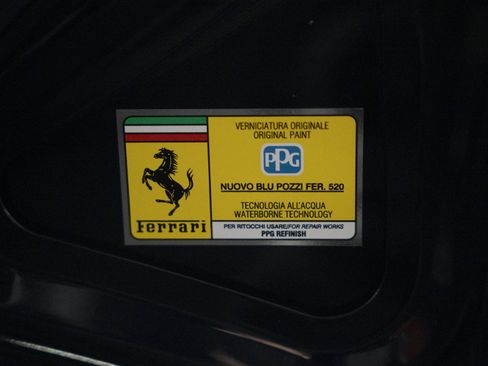 VERNICIATURA ORIGINALE
ORIGINAL PAINT
PPG
NUOVO BLU POZZI FER. 520
TECNOLOGIA ALL'ACQUA
WATERBORNE TECHNOLOGY
Ferrari
PER RITOCCHI USARE/FOR REPAIR WORKS
PPG REFINISH